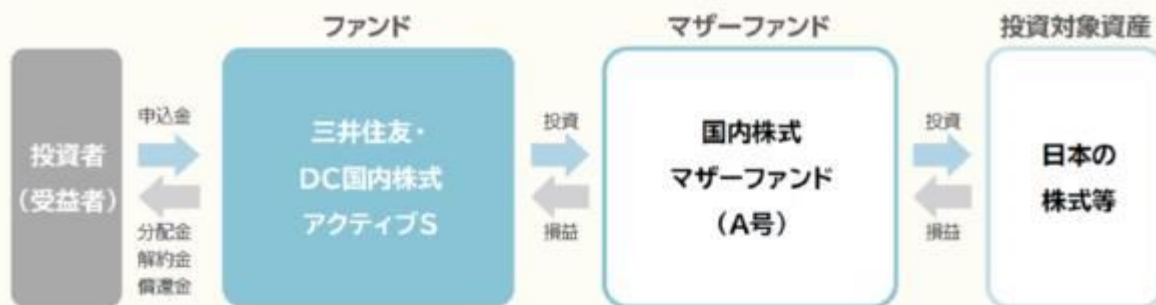 ファンド
マザーファンド
投資対象資産
投資者
(受益者)
申込金
分配金
解約金
償還金
三井住友・
DC国内株式
アクティブS
投資
損益
国内株式
マザーファンド
(A号)
投資
損益
日本の
株式等